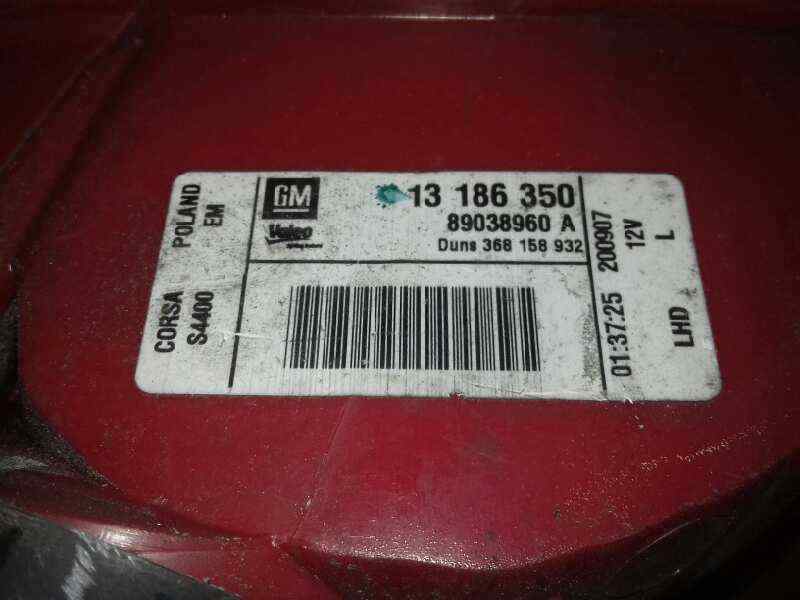 CORSA POLAND
S4400 EM
GM
Valeo
13 186 350
89038960 A
Duns 368 158 932
01:37:25 200907
12V
LHD L